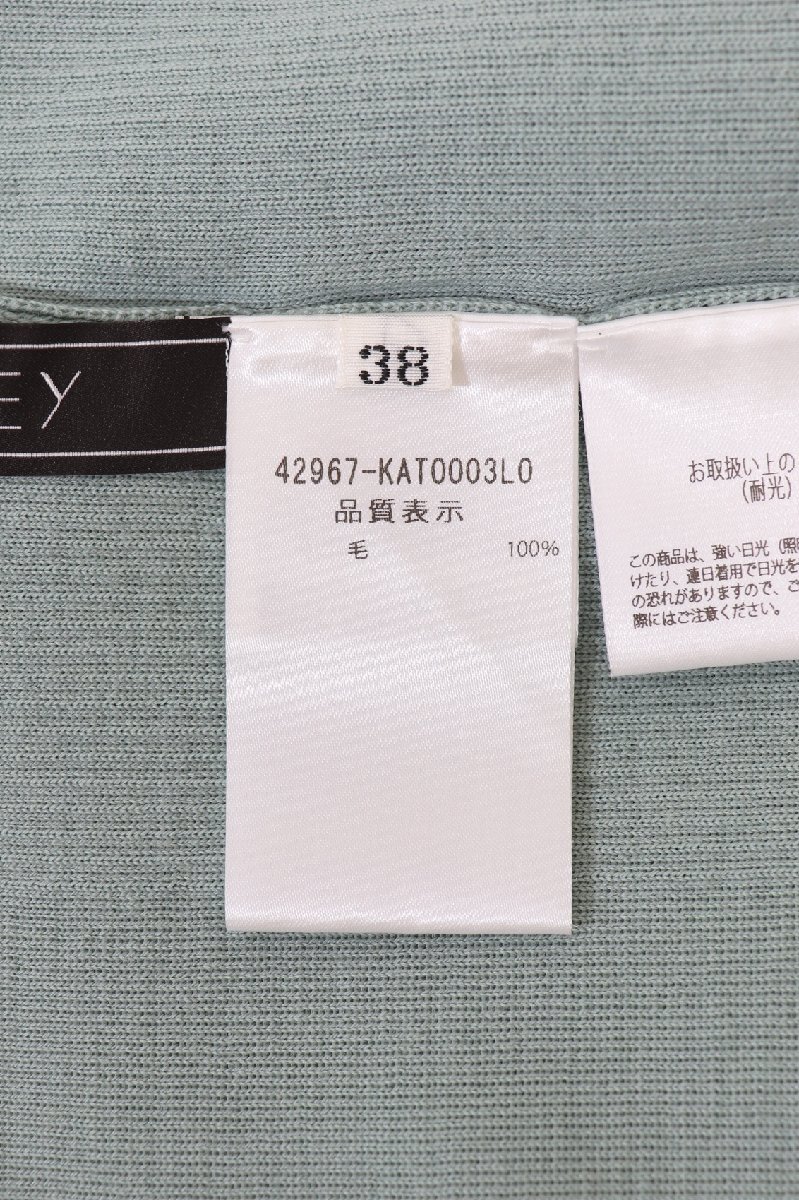 EY
38
42967-KAT0003L0
品質表示
毛 100%
お取扱い上の
(耐光)
この商品は、強い日光(照
けたり、連日着用で日光を
の恐れがありますので、ご
際にはご注意ください。